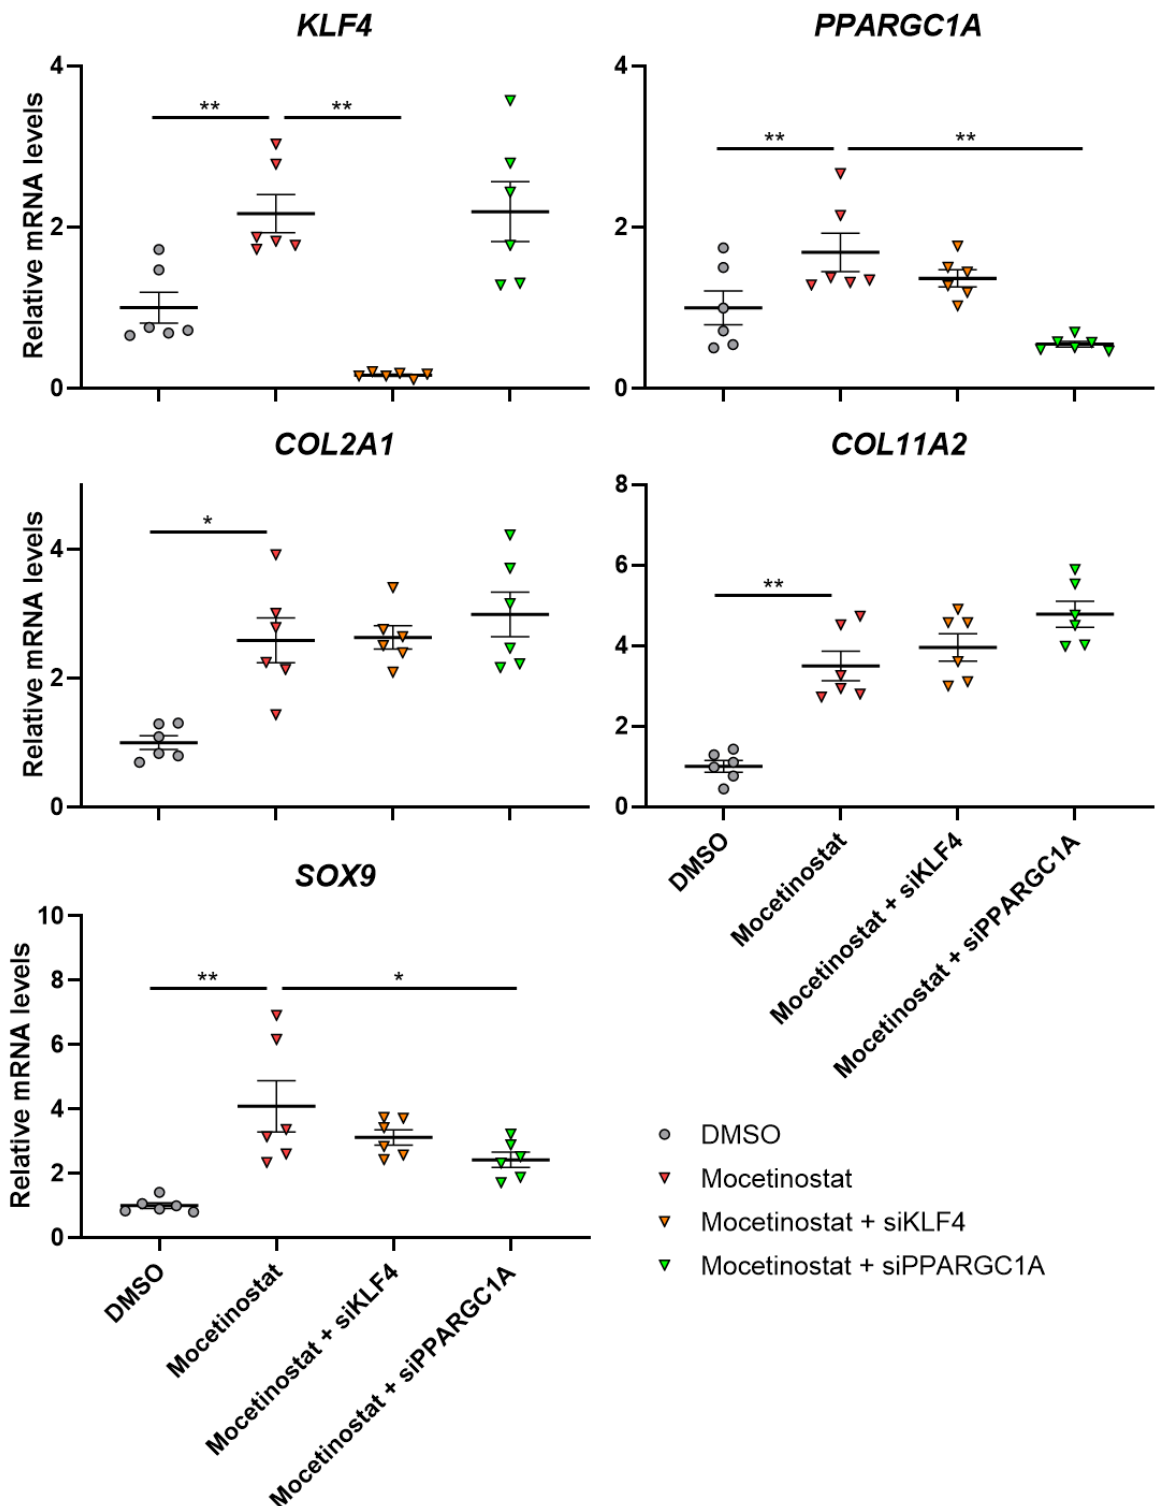 KLF4
Relative mRNA levels
4
2
0
**
**
PPARGC1A
4
2
0
**
**
COL2A1
Relative mRNA levels
4
2
0
*
COL11A2
8
6
4
2
0
**
DMSO
Mocetinostat
Mocetinostat + siKLF4
Mocetinostat + siPPARGC1A
SOX9
Relative mRNA levels
10
8
6
4
2
0
**
*
DMSO
Mocetinostat
Mocetinostat + siKLF4
Mocetinostat + siPPARGC1A
DMSO
Mocetinostat
Mocetinostat + siKLF4
Mocetinostat + siPPARGC1A